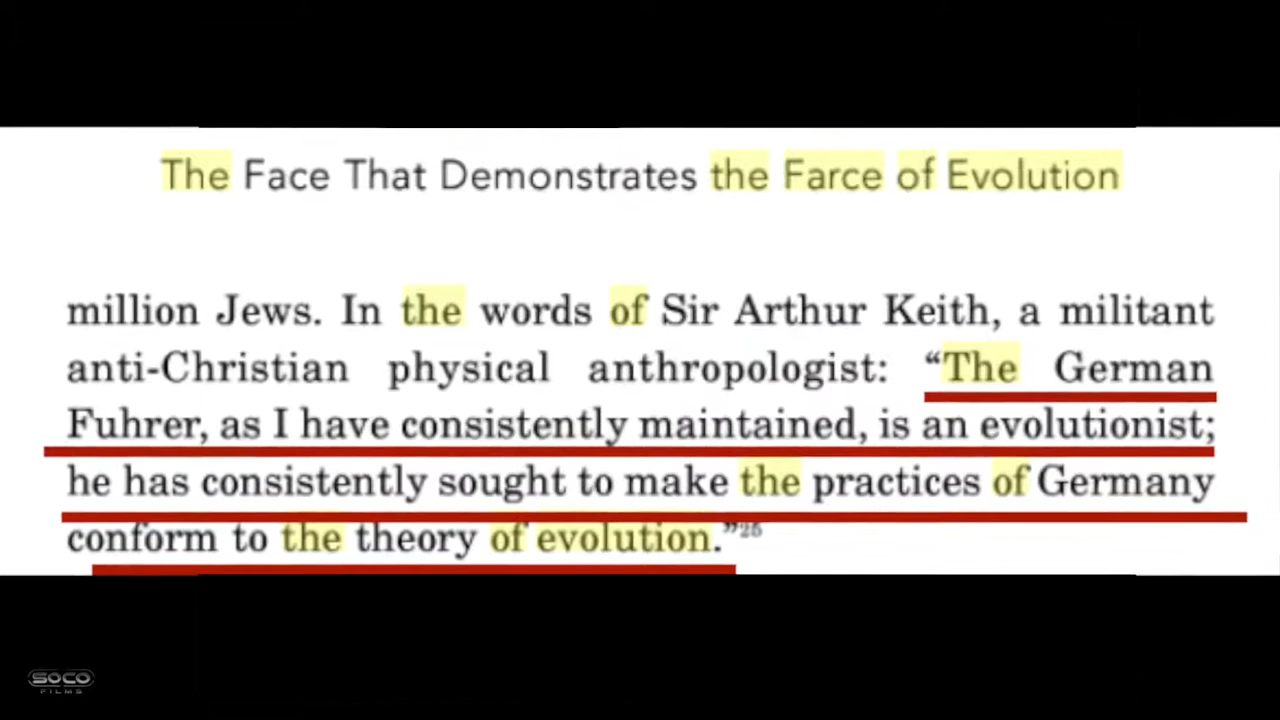 The Face That Demonstrates the Farce of Evolution
million Jews. In the words of Sir Arthur Keith, a militant
anti-Christian physical anthropologist: “The German
Fuhrer, as I have consistently maintained, is an evolutionist;
he has consistently sought to make the practices of Germany
conform to the theory of evolution.”25
SOCO
FILMS